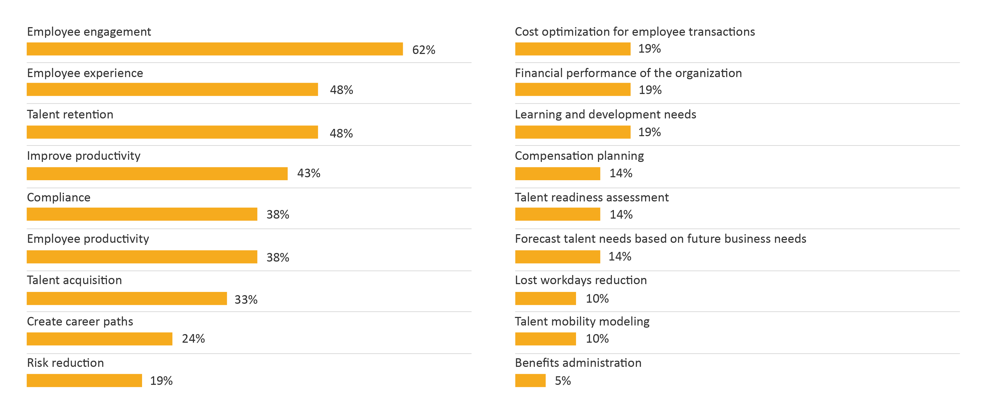 Employee engagement
62%
Employee experience
48%
Talent retention
48%
Improve productivity
43%
Compliance
38%
Employee productivity
38%
Talent acquisition
33%
Create career paths
24%
Risk reduction
19%
Cost optimization for employee transactions
19%
Financial performance of the organization
19%
Learning and development needs
19%
Compensation planning
14%
Talent readiness assessment
14%
Forecast talent needs based on future business needs
14%
Lost workdays reduction
10%
Talent mobility modeling
10%
Benefits administration
5%